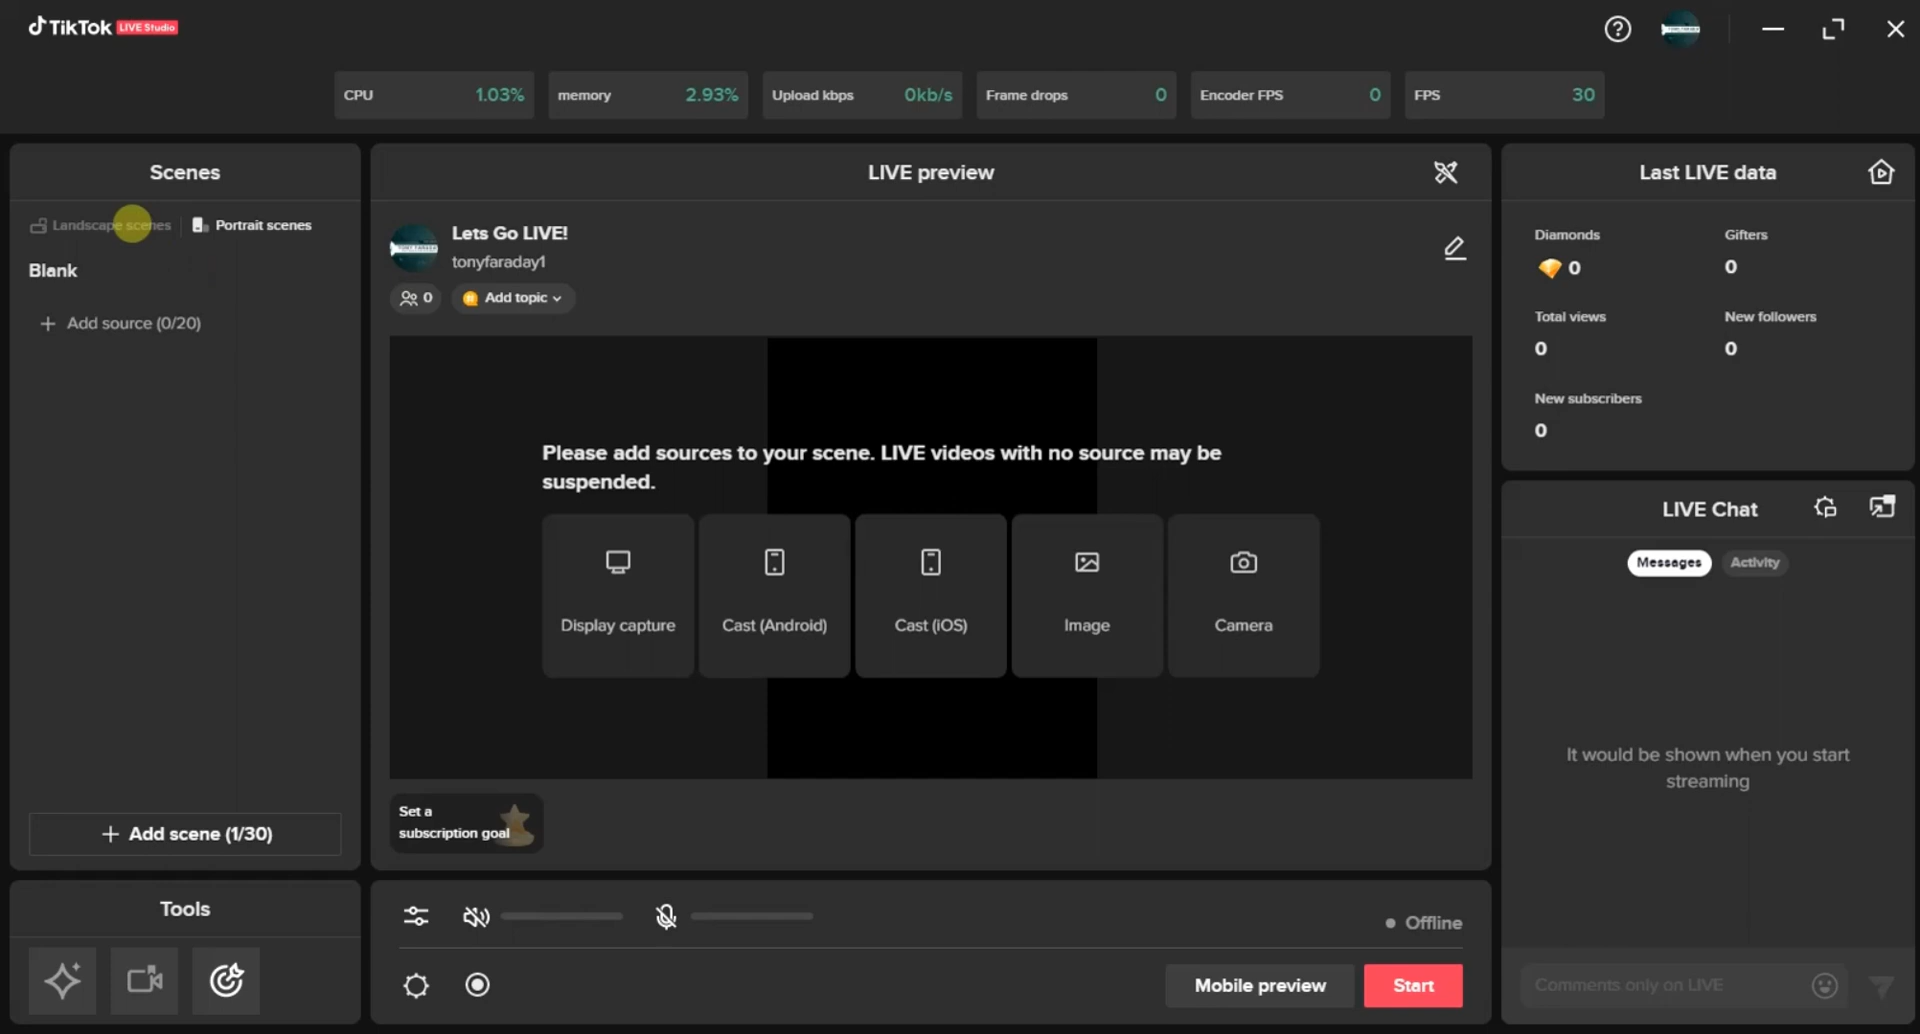 TikTok LIVE Studio
CPU 1.03%
memory 2.93%
Upload kbps 0kb/s
Frame drops 0
Encoder FPS 0
FPS 30
Scenes
Landscape scenes
Portrait scenes
Blank
+ Add source (0/20)
+ Add scene (1/30)
Tools
LIVE preview
Lets Go LIVE!
tonyfaraday1
0
# Add topic
Please add sources to your scene. LIVE videos with no source may be
suspended.
Display capture
Cast (Android)
Cast (iOS)
Image
Camera
Set a
subscription goal
Offline
Mobile preview
Start
Last LIVE data
Diamonds
0
Gifters
0
Total views
0
New followers
0
New subscribers
0
LIVE Chat
Messages
Activity
It would be shown when you start
streaming
Comments only on LIVE